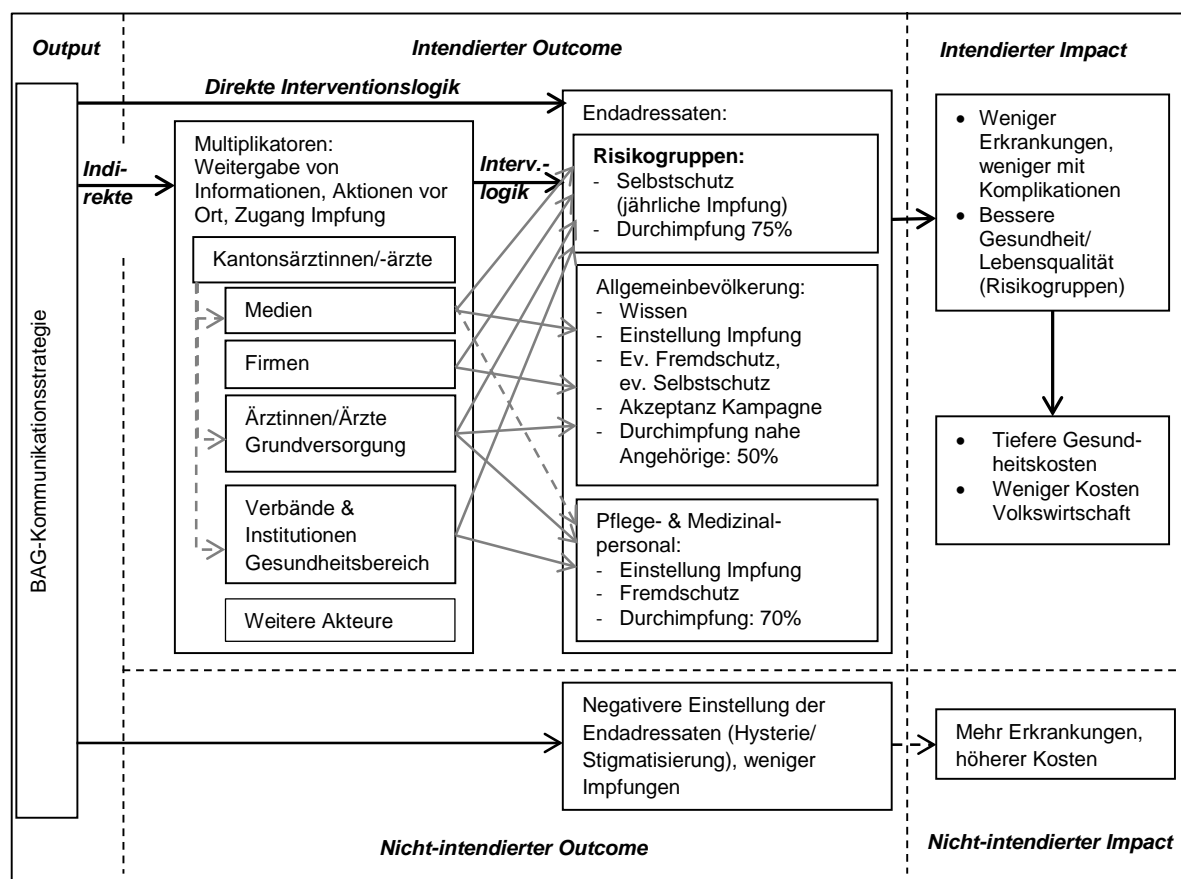 Output
Intendierter Outcome
Intendierter Impact
Direkte Interventionslogik
BAG-Kommunikationsstrategie
Indi-
rekte
Multiplikatoren:
Weitergabe von
Informationen, Aktionen vor
Ort, Zugang Impfung
Kantonsärztinnen/-ärzte
Medien
Firmen
Ärztinnen/Ärzte
Grundversorgung
Verbände &
Institutionen
Gesundheitsbereich
Weitere Akteure
Interv.-
logik
Endadressaten:
Risikogruppen:
- Selbstschutz
(jährliche Impfung)
- Durchimpfung 75%
Allgemeinbevölkerung:
- Wissen
- Einstellung Impfung
- Ev. Fremdschutz,
ev. Selbstschutz
- Akzeptanz Kampagne
- Durchimpfung nahe
Angehörige: 50%
Pflege- & Medizinal-
personal:
- Einstellung Impfung
- Fremdschutz
- Durchimpfung: 70%
• Weniger
Erkrankungen,
weniger mit
Komplikationen
• Bessere
Gesundheit/
Lebensqualität
(Risikogruppen)
• Tiefere Gesund-
heitskosten
• Weniger Kosten
Volkswirtschaft
Negativere Einstellung der
Endadressaten (Hysterie/
Stigmatisierung), weniger
Impfungen
Mehr Erkrankungen,
höherer Kosten
Nicht-intendierter Outcome
Nicht-intendierter Impact